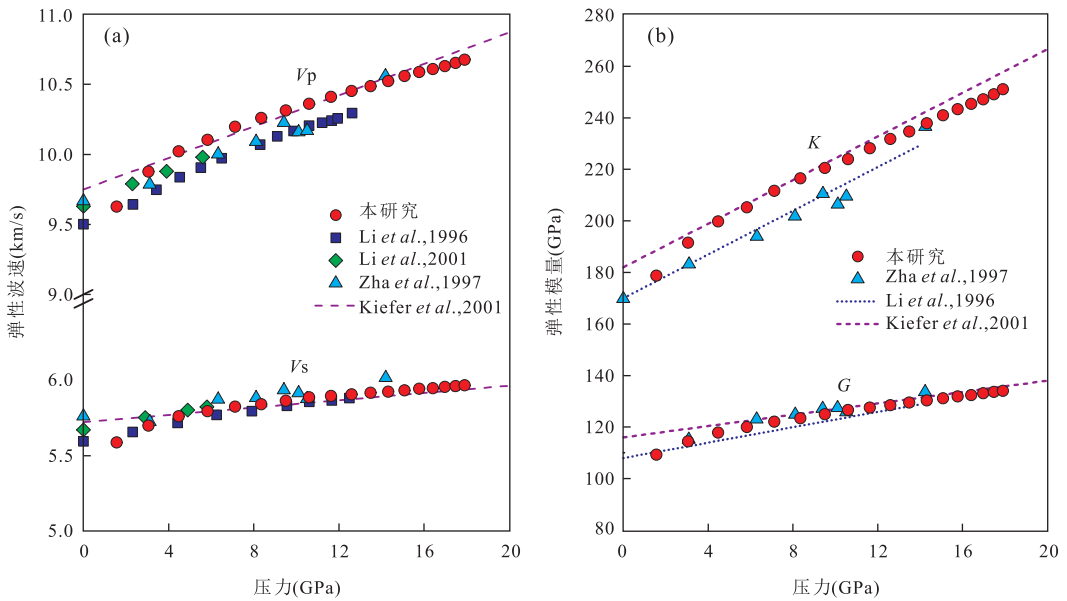 (a)
11.0
10.5
10.0
9.5
9.0
6.0
5.5
5.0
弹性波速(km/s)
Vp
本研究
Li et al.,1996
Li et al.,2001
Zha et al.,1997
Kiefer et al.,2001
Vs
0
4
8
12
16
20
压力(GPa)
(b)
280
260
240
220
200
180
160
140
120
100
80
弹性模量(GPa)
K
本研究
Zha et al.,1997
Li et al.,1996
Kiefer et al.,2001
G
0
4
8
12
16
20
压力(GPa)